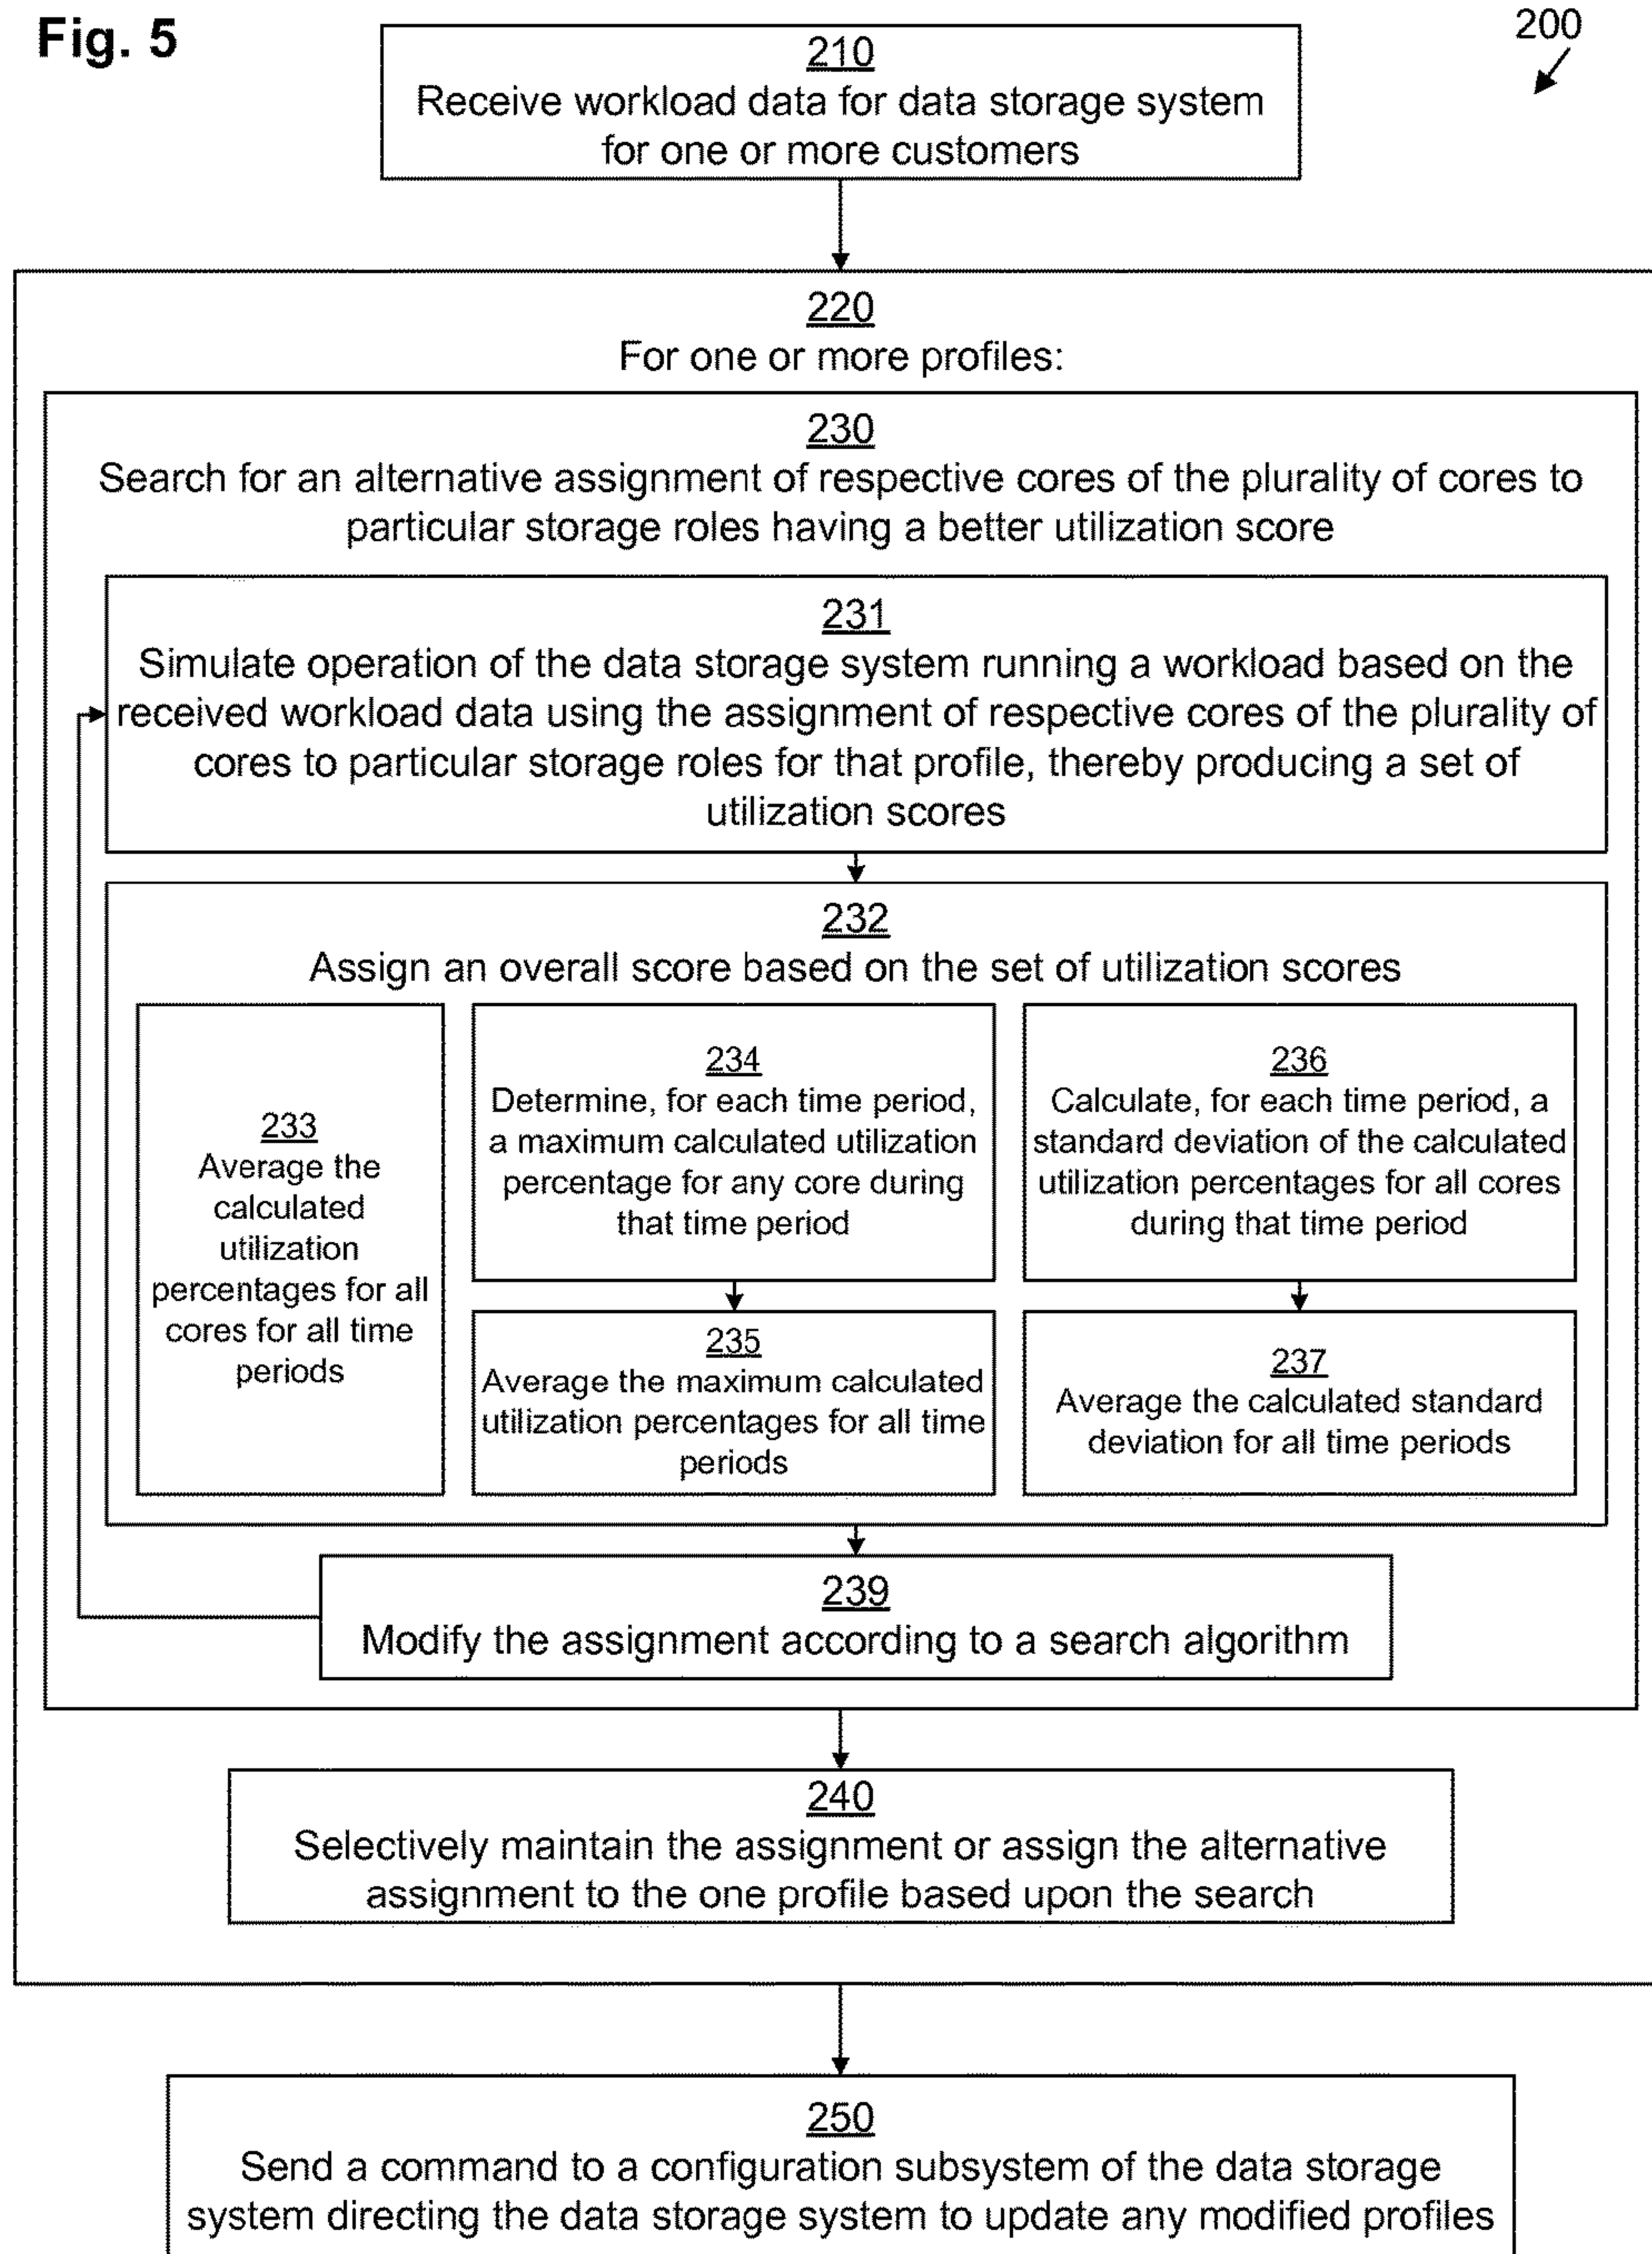 Fig. 5
200
210
Receive workload data for data storage system
for one or more customers
220
For one or more profiles:
230
Search for an alternative assignment of respective cores of the plurality of cores to
particular storage roles having a better utilization score
231
Simulate operation of the data storage system running a workload based on the
received workload data using the assignment of respective cores of the plurality of
cores to particular storage roles for that profile, thereby producing a set of
utilization scores
232
Assign an overall score based on the set of utilization scores
233
Average the
calculated
utilization
percentages for all
cores for all time
periods
234
Determine, for each time period,
a maximum calculated utilization
percentage for any core during
that time period
235
Average the maximum calculated
utilization percentages for all time
periods
236
Calculate, for each time period, a
standard deviation of the calculated
utilization percentages for all cores
during that time period
237
Average the calculated standard
deviation for all time periods
239
Modify the assignment according to a search algorithm
240
Selectively maintain the assignment or assign the alternative
assignment to the one profile based upon the search
250
Send a command to a configuration subsystem of the data storage
system directing the data storage system to update any modified profiles